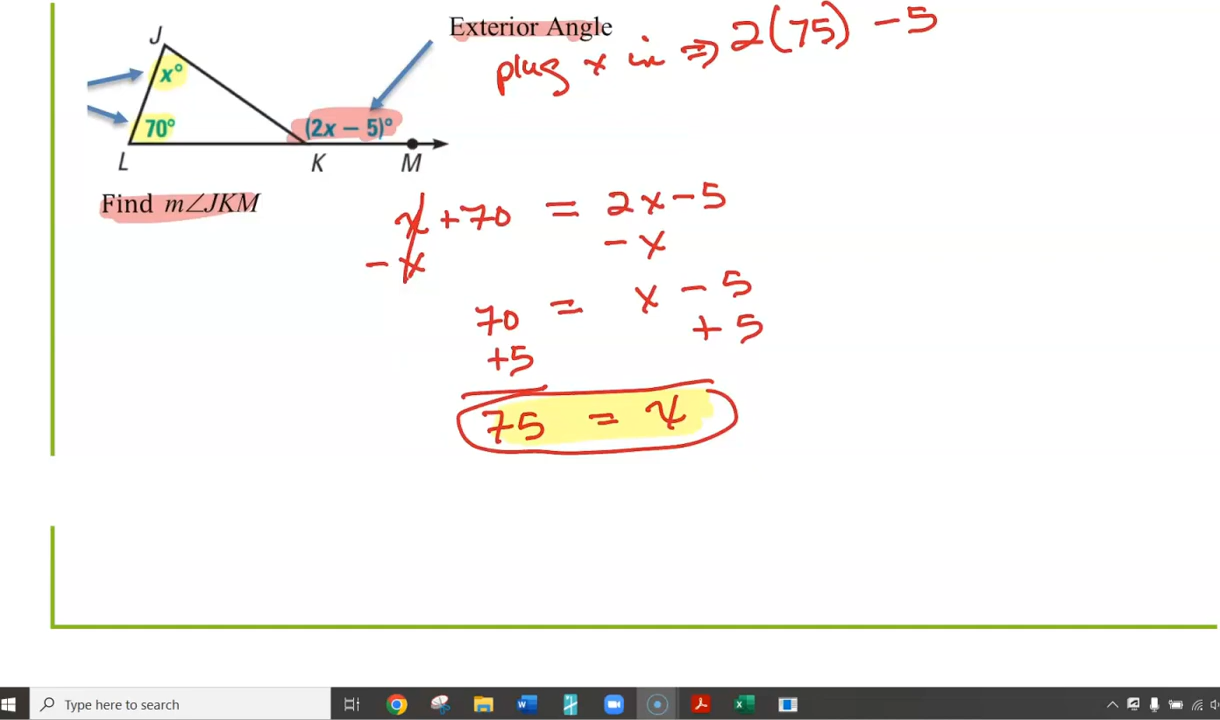 Exterior Angle
plug x in => 2(75) - 5
J
x°
70°
(2x – 5)°
L K M
Find m∠JKM
x + 70 = 2x - 5
- x - x
70 = x - 5
+5 + 5
75 = x
Type here to search